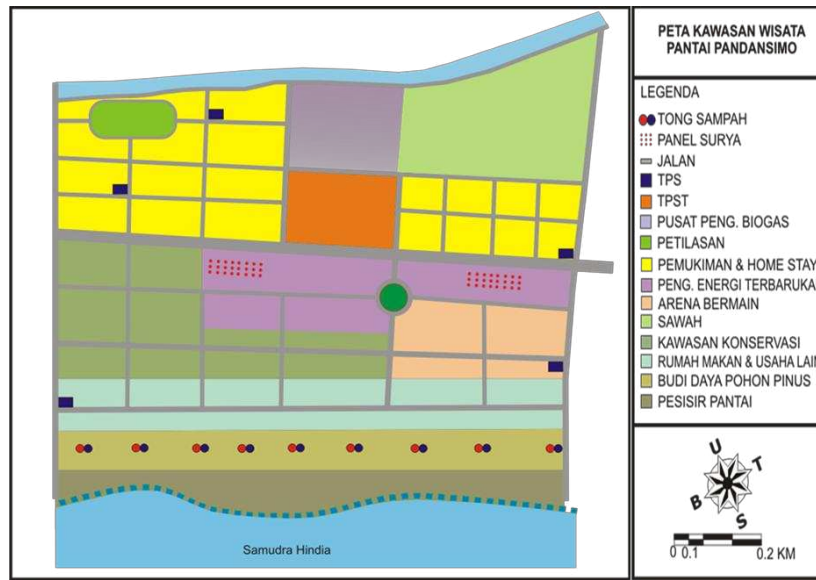 PETA KAWASAN WISATA
PANTAI PANDANSIMO
LEGENDA
TONG SAMPAH
PANEL SURYA
JALAN
TPS
TPST
PUSAT PENG. BIOGAS
PETILASAN
PEMUKIMAN & HOME STAY
PENG. ENERGI TERBARUKA
ARENA BERMAIN
SAWAH
KAWASAN KONSERVASI
RUMAH MAKAN & USAHA LAIN
BUDI DAYA POHON PINUS
PESISIR PANTAI
U
T
B
S
0 0.1 0.2 KM
Samudra Hindia